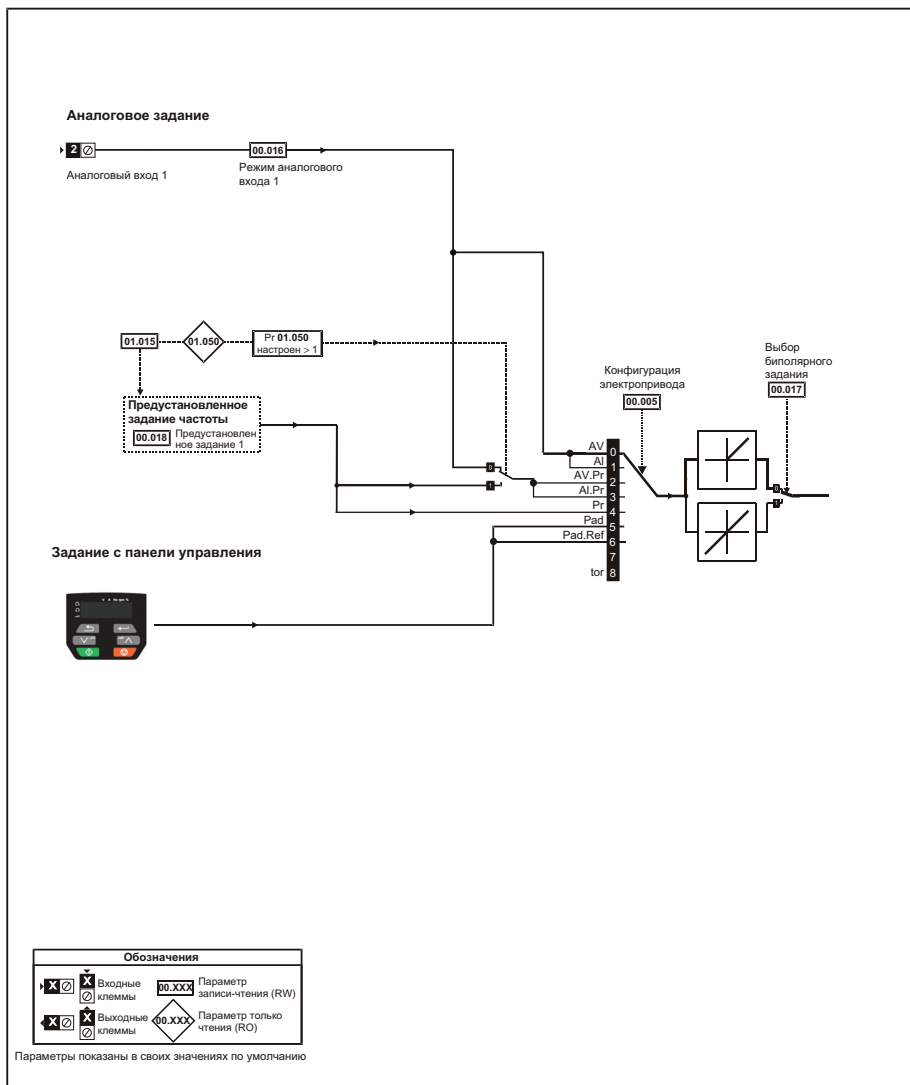 Аналоговое задание
2
00.016
Аналоговый вход 1
Режим аналогового
входа 1
01.015
01.050
Pr 01.050
настроен > 1
Предустановленное
задание частоты
00.018
Предустановлен
ное задание 1
Конфигурация
электропривода
00.005
Выбор
биполярного
задания
00.017
0
1
AV 0
AI 1
AV.Pr 2
AI.Pr 3
Pr 4
Pad 5
Pad.Ref 6
7
tor 8
0
1
Задание с панели управления
Обозначения
X
X
Входные
клеммы
00.XXX
Параметр
записи-чтения (RW)
X
X
Выходные
клеммы
00.XXX
Параметр только
чтения (RO)
Параметры показаны в своих значениях по умолчанию